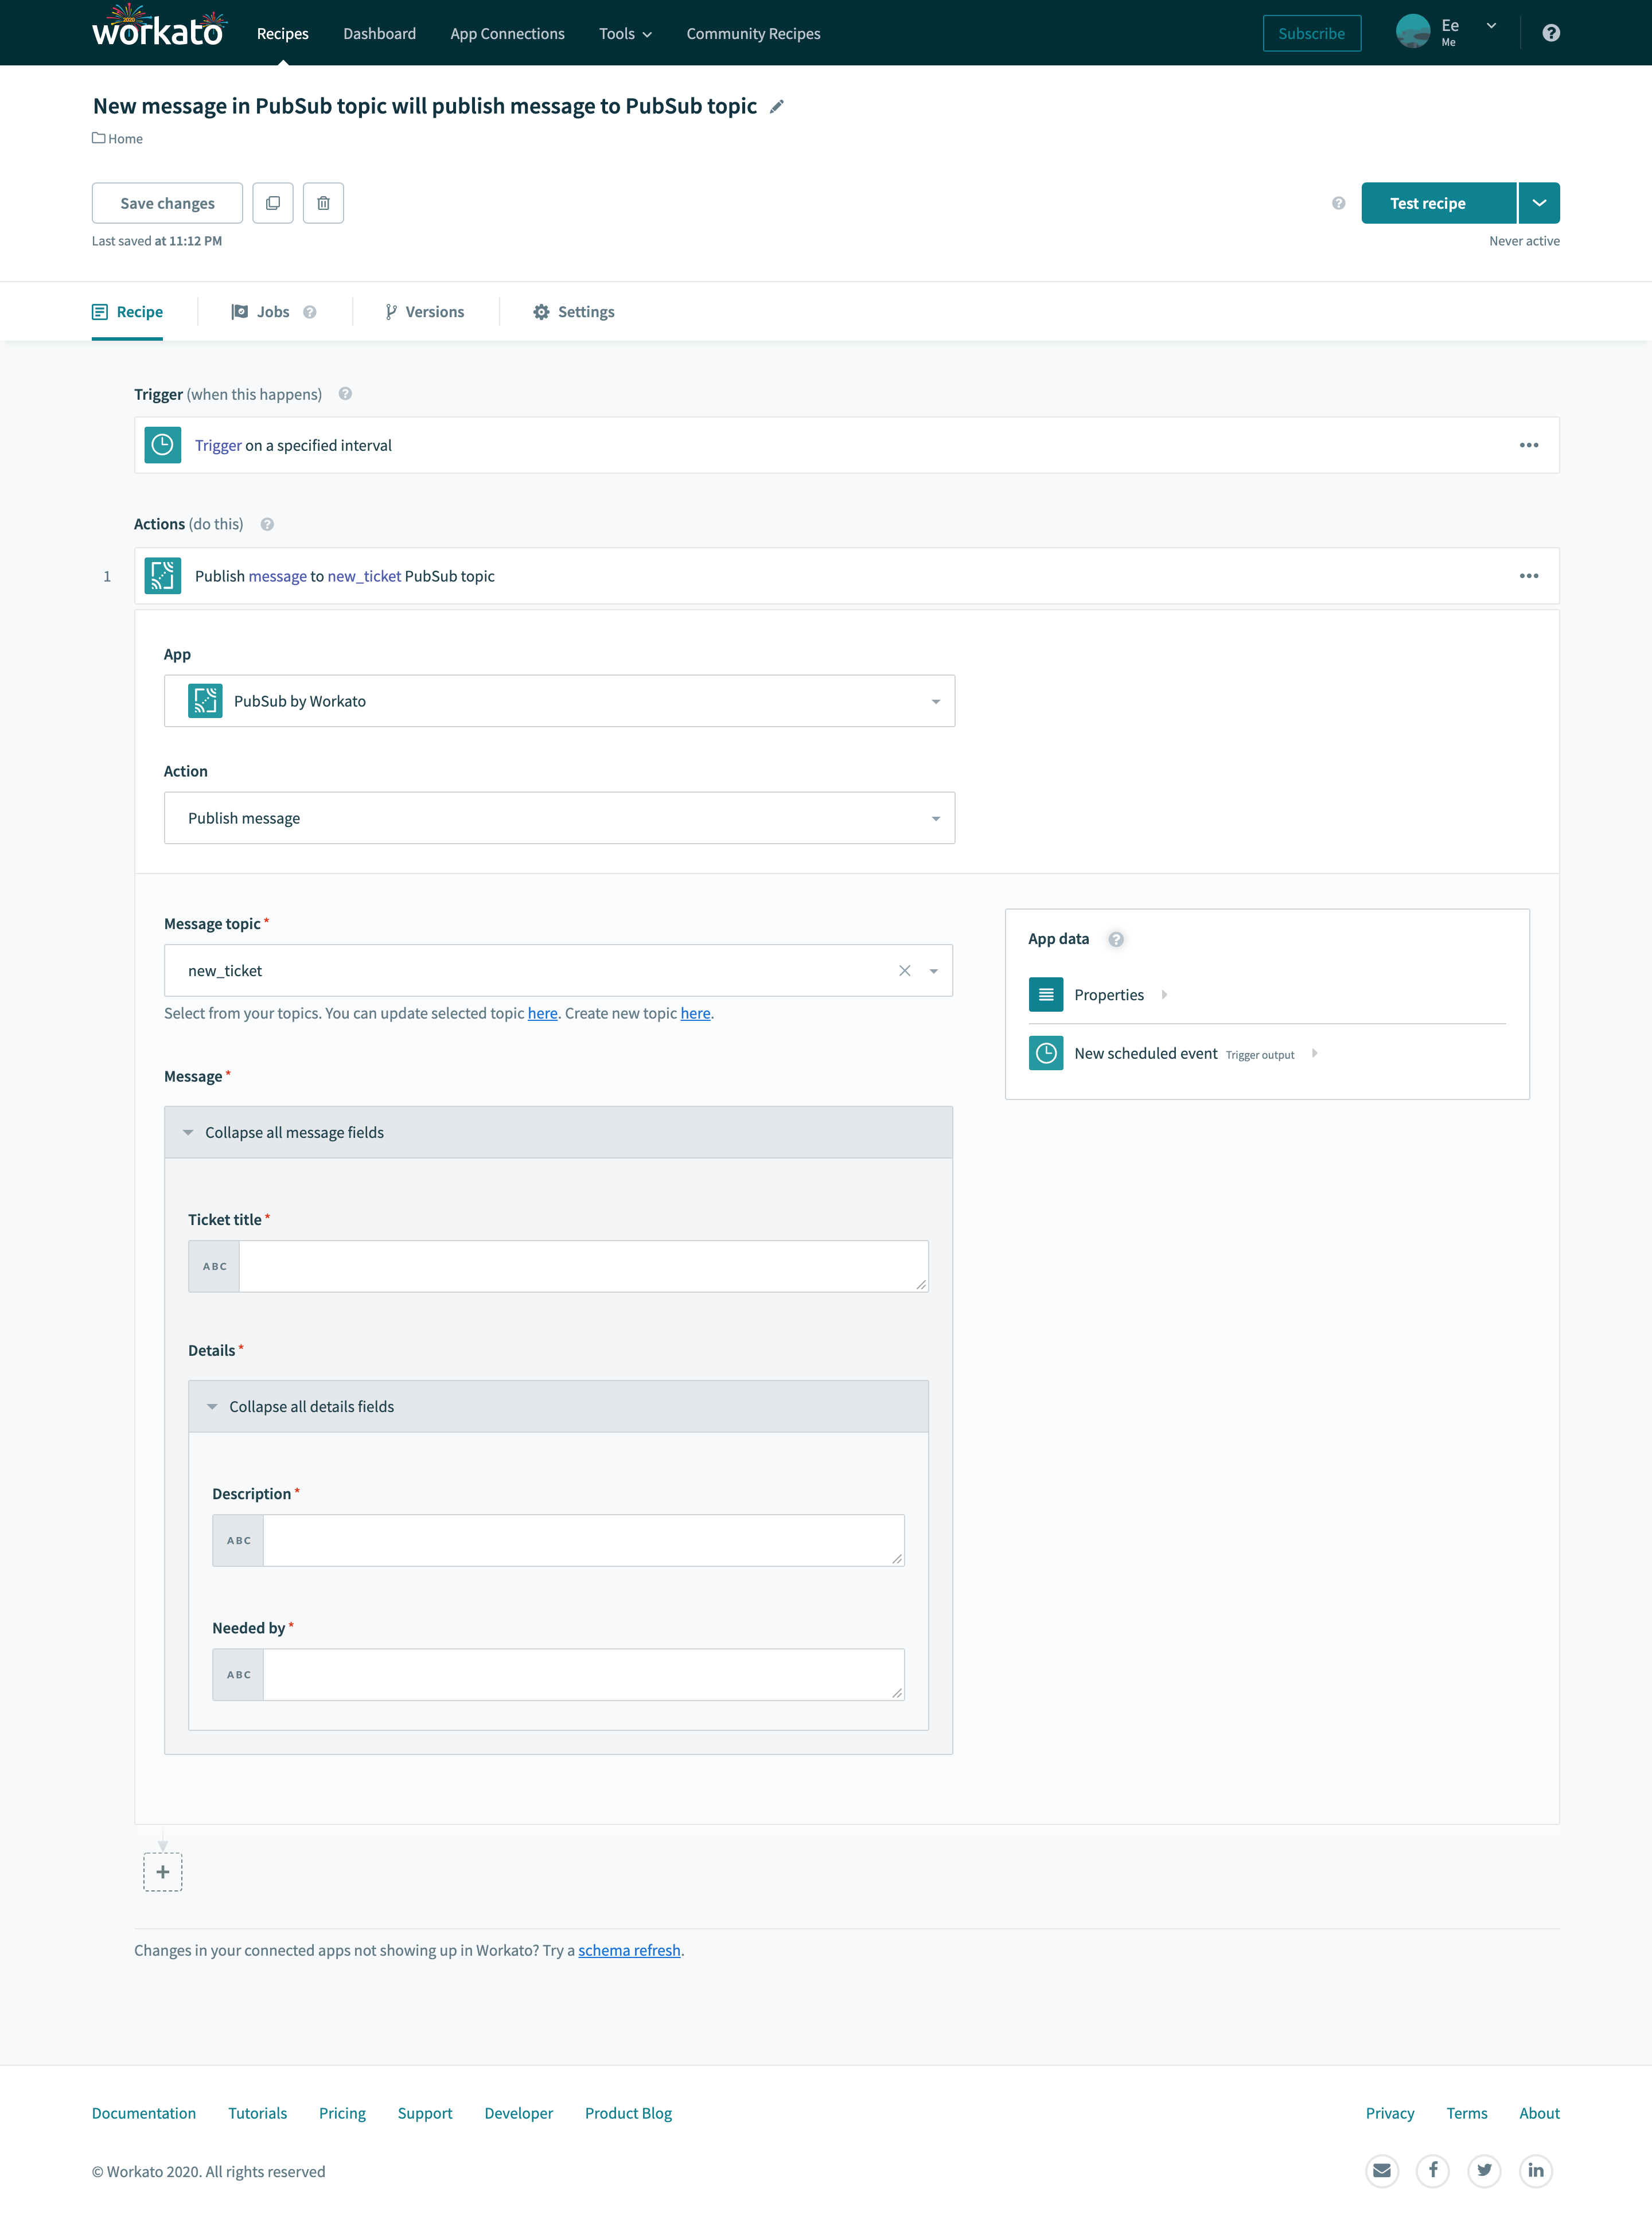 workato Recipes Dashboard App Connections Tools Community Recipes Subscribe Ee
Me
New message in PubSub topic will publish message to PubSub topic
Home
Save changes ? Test recipe
Last saved at 11:12 PM Never active
Recipe Jobs ? Versions Settings
Trigger (when this happens) ?
Trigger on a specified interval
Actions (do this) ?
1 Publish message to new_ticket PubSub topic
App
PubSub by Workato
Action
Publish message
Message topic *
new_ticket
Select from your topics. You can update selected topic here. Create new topic here.
App data ?
Properties
New scheduled event Trigger output
Message *
Collapse all message fields
Ticket title *
ABC
Details *
Collapse all details fields
Description *
ABC
Needed by *
ABC
+
Changes in your connected apps not showing up in Workato? Try a schema refresh.
Documentation Tutorials Pricing Support Developer Product Blog Privacy Terms About
© Workato 2020. All rights reserved